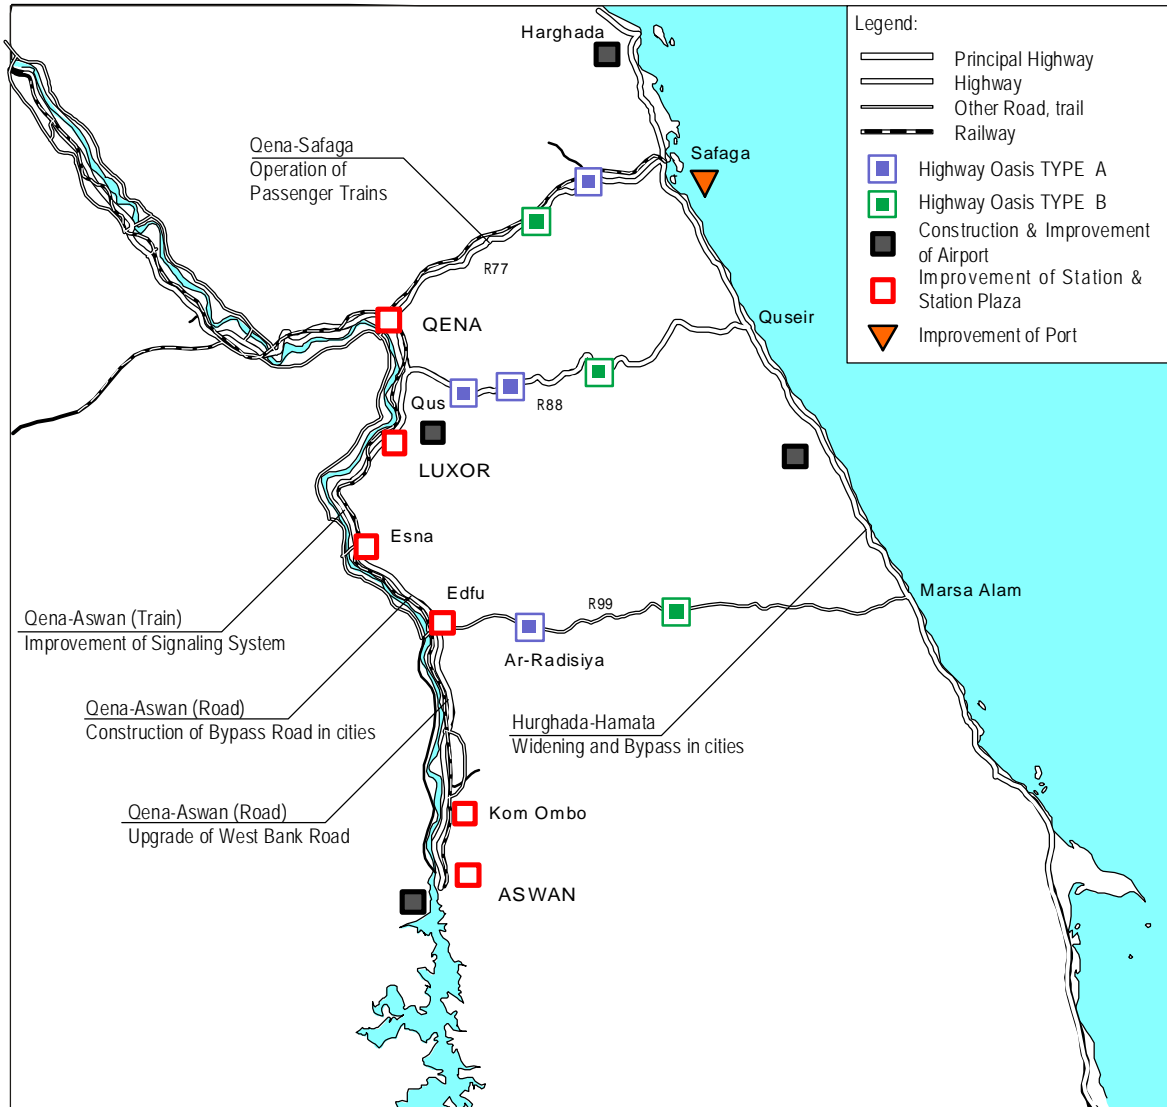 Harghada
Legend:
Principal Highway
Highway
Other Road, trail
Railway
Highway Oasis TYPE A
Highway Oasis TYPE B
Construction & Improvement
of Airport
Improvement of Station &
Station Plaza
Improvement of Port
Qena-Safaga
Operation of
Passenger Trains
Safaga
R77
QENA
Quseir
Qus
R88
LUXOR
Esna
Edfu
R99
Marsa Alam
Ar-Radisiya
Qena-Aswan (Train)
Improvement of Signaling System
Qena-Aswan (Road)
Construction of Bypass Road in cities
Hurghada-Hamata
Widening and Bypass in cities
Qena-Aswan (Road)
Upgrade of West Bank Road
Kom Ombo
ASWAN